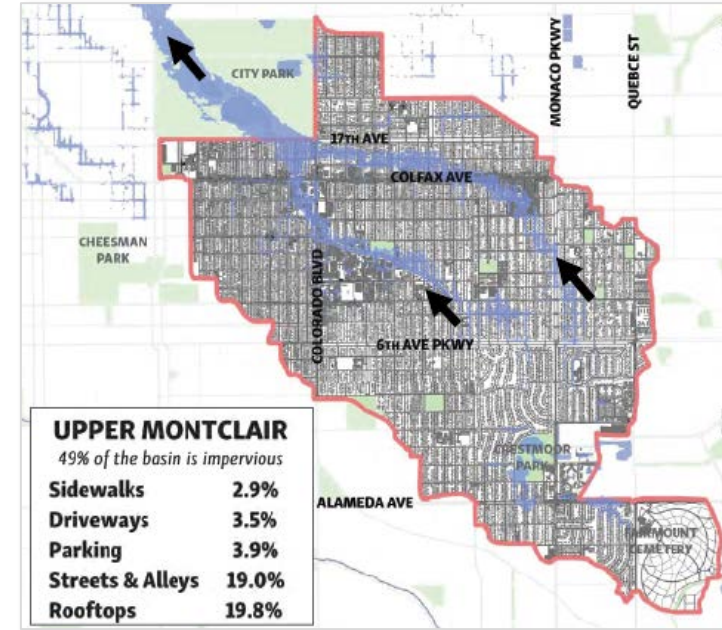 CITY PARK
MONACO PKWY
QUEBCE ST
17TH AVE
COLFAX AVE
CHEESMAN
PARK
COLORADO BLVD
6TH AVE PKWY
CRESTMOOR
PARK
ALAMEDA AVE
FAIRMOUNT
CEMETERY
UPPER MONTCLAIR
49% of the basin is impervious
Sidewalks 2.9%
Driveways 3.5%
Parking 3.9%
Streets & Alleys 19.0%
Rooftops 19.8%